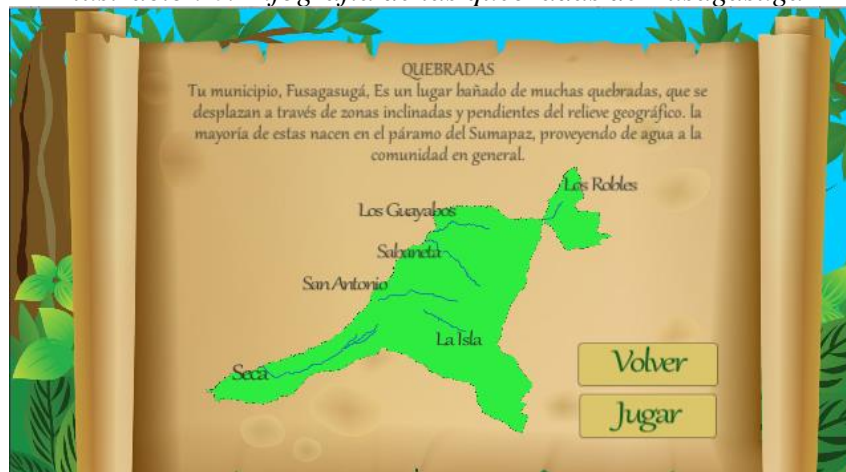 QUEBRADAS
Tu municipio, Fusagasugá, Es un lugar bañado de muchas quebradas, que se
desplazan a través de zonas inclinadas y pendientes del relieve geográfico. la
mayoría de estas nacen en el páramo del Sumapaz, proveyendo de agua a la
comunidad en general.
Los Robles
Los Guayabos
Sabaneta
San Antonio
La Isla
Seca
Volver
Jugar